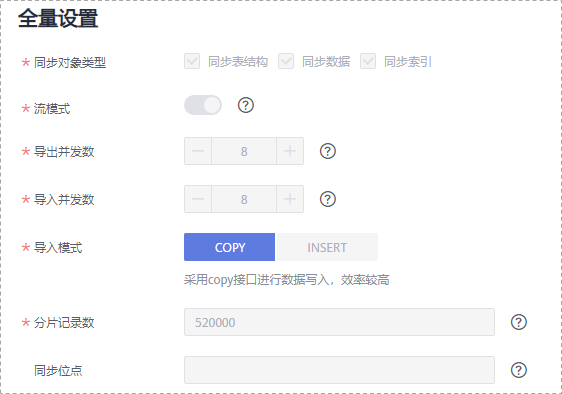 全量设置
* 同步对象类型 同步表结构 同步数据 同步索引
* 流模式 ?
* 导出并发数 — 8 + ?
* 导入并发数 — 8 + ?
* 导入模式 COPY INSERT
采用copy接口进行数据写入，效率较高
* 分片记录数 520000 ?
同步位点 ?